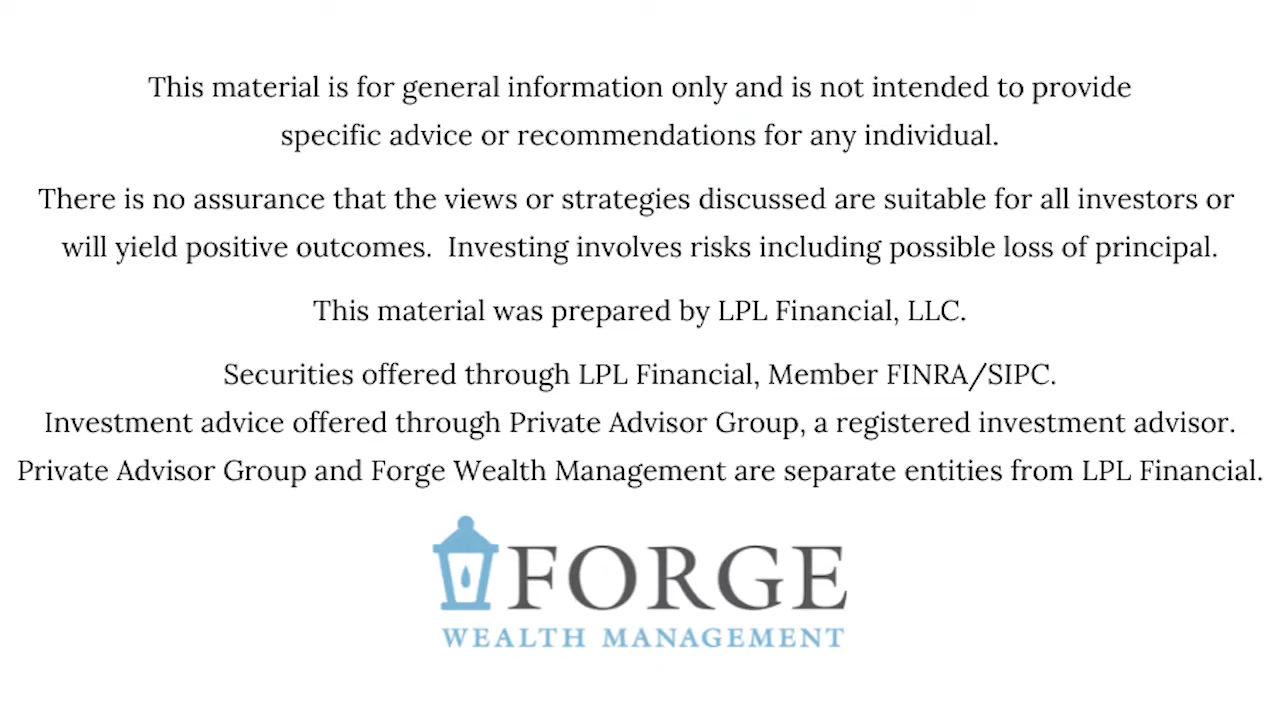 This material is for general information only and is not intended to provide
specific advice or recommendations for any individual.
There is no assurance that the views or strategies discussed are suitable for all investors or
will yield positive outcomes.  Investing involves risks including possible loss of principal.
This material was prepared by LPL Financial, LLC.
Securities offered through LPL Financial, Member FINRA/SIPC.
Investment advice offered through Private Advisor Group, a registered investment advisor.
Private Advisor Group and Forge Wealth Management are separate entities from LPL Financial.
FORGE
WEALTH MANAGEMENT